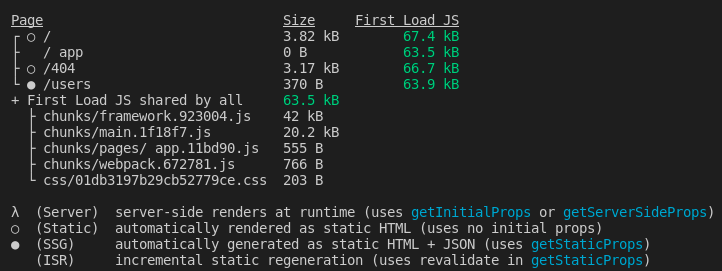 Page Size First Load JS
┌ ○ / 3.82 kB 67.4 kB
├ / app 0 B 63.5 kB
├ ○ /404 3.17 kB 66.7 kB
└ ● /users 370 B 63.9 kB
+ First Load JS shared by all 63.5 kB
├ chunks/framework.923004.js 42 kB
├ chunks/main.1f18f7.js 20.2 kB
├ chunks/pages/ app.11bd90.js 555 B
├ chunks/webpack.672781.js 766 B
└ css/01db3197b29cb52779ce.css 203 B
λ (Server) server-side renders at runtime (uses getInitialProps or getServerSideProps)
○ (Static) automatically rendered as static HTML (uses no initial props)
● (SSG) automatically generated as static HTML + JSON (uses getStaticProps)
(ISR) incremental static regeneration (uses revalidate in getStaticProps)